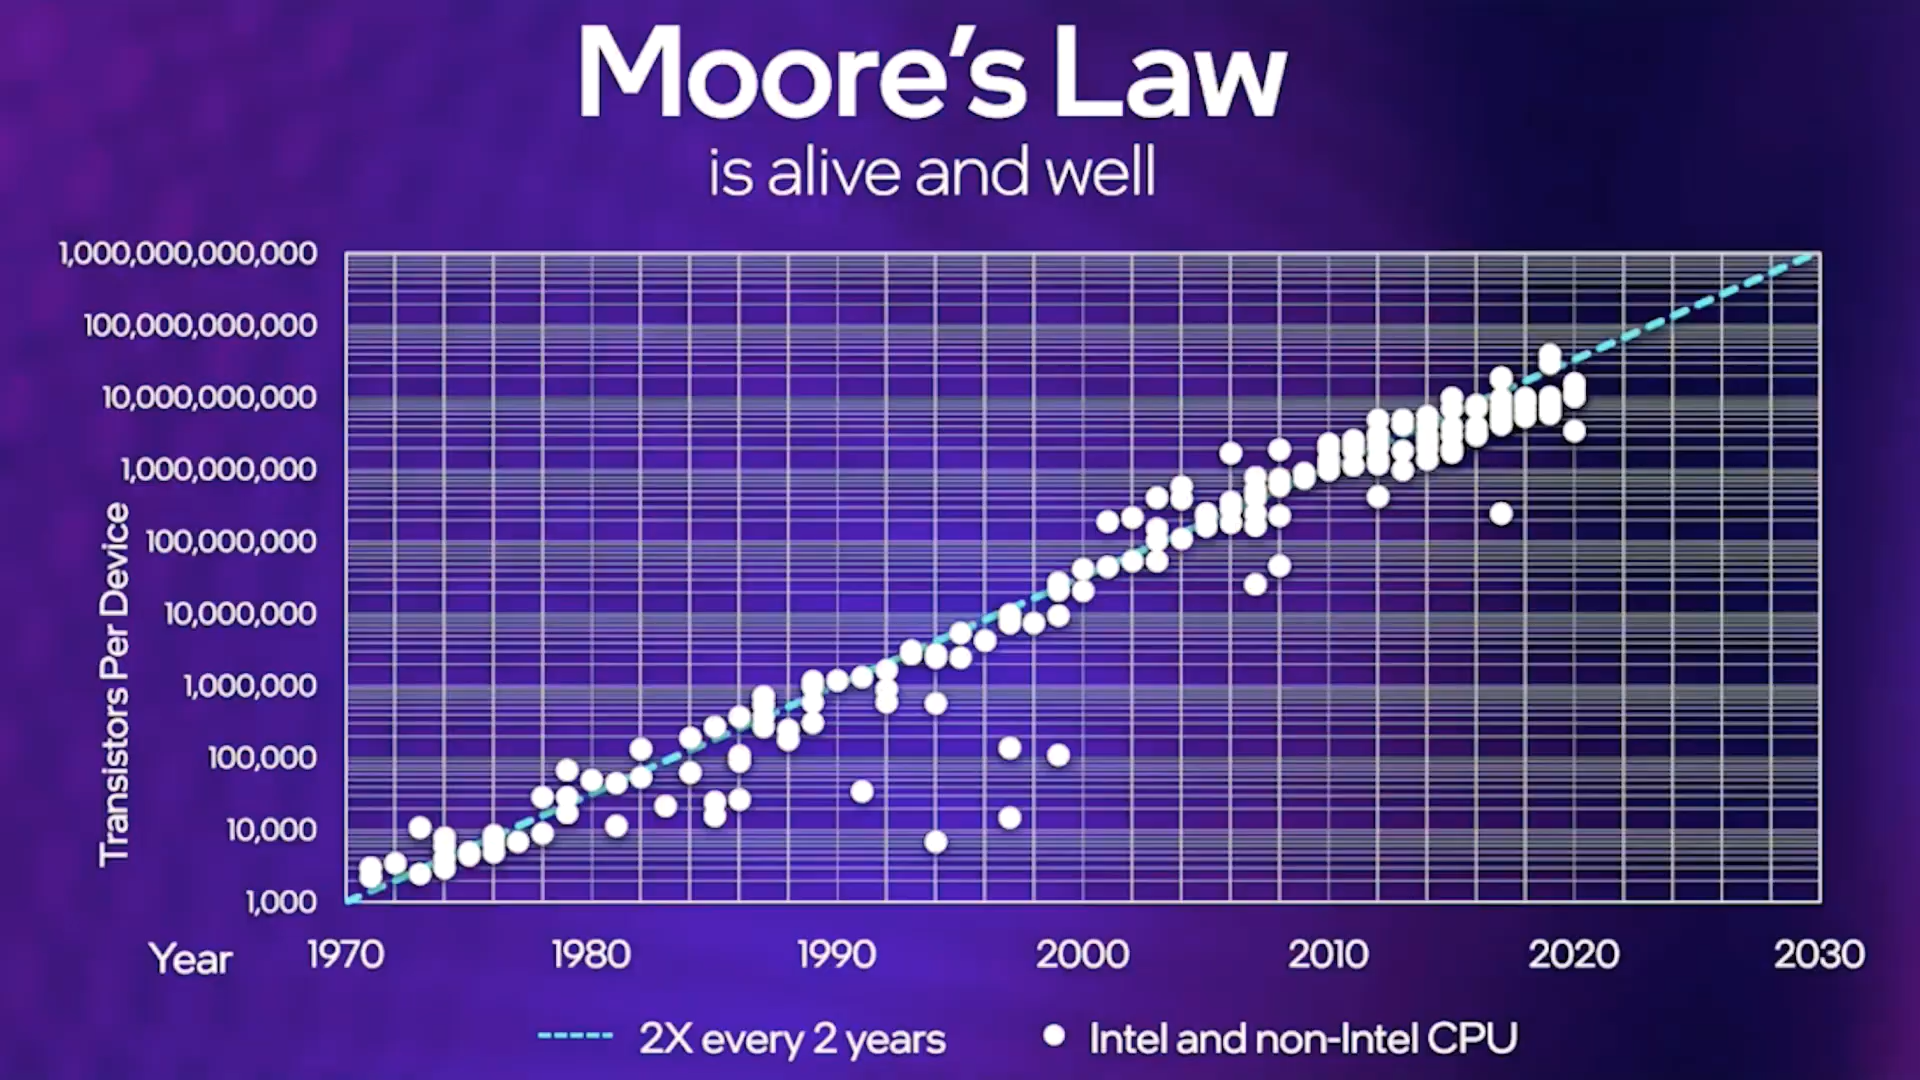 Moore's Law
is alive and well
1,000,000,000,000
100,000,000,000
10,000,000,000
1,000,000,000
100,000,000
10,000,000
1,000,000
100,000
10,000
1,000
Transistors Per Device
Year 1970 1980 1990 2000 2010 2020 2030
2X every 2 years Intel and non-Intel CPU